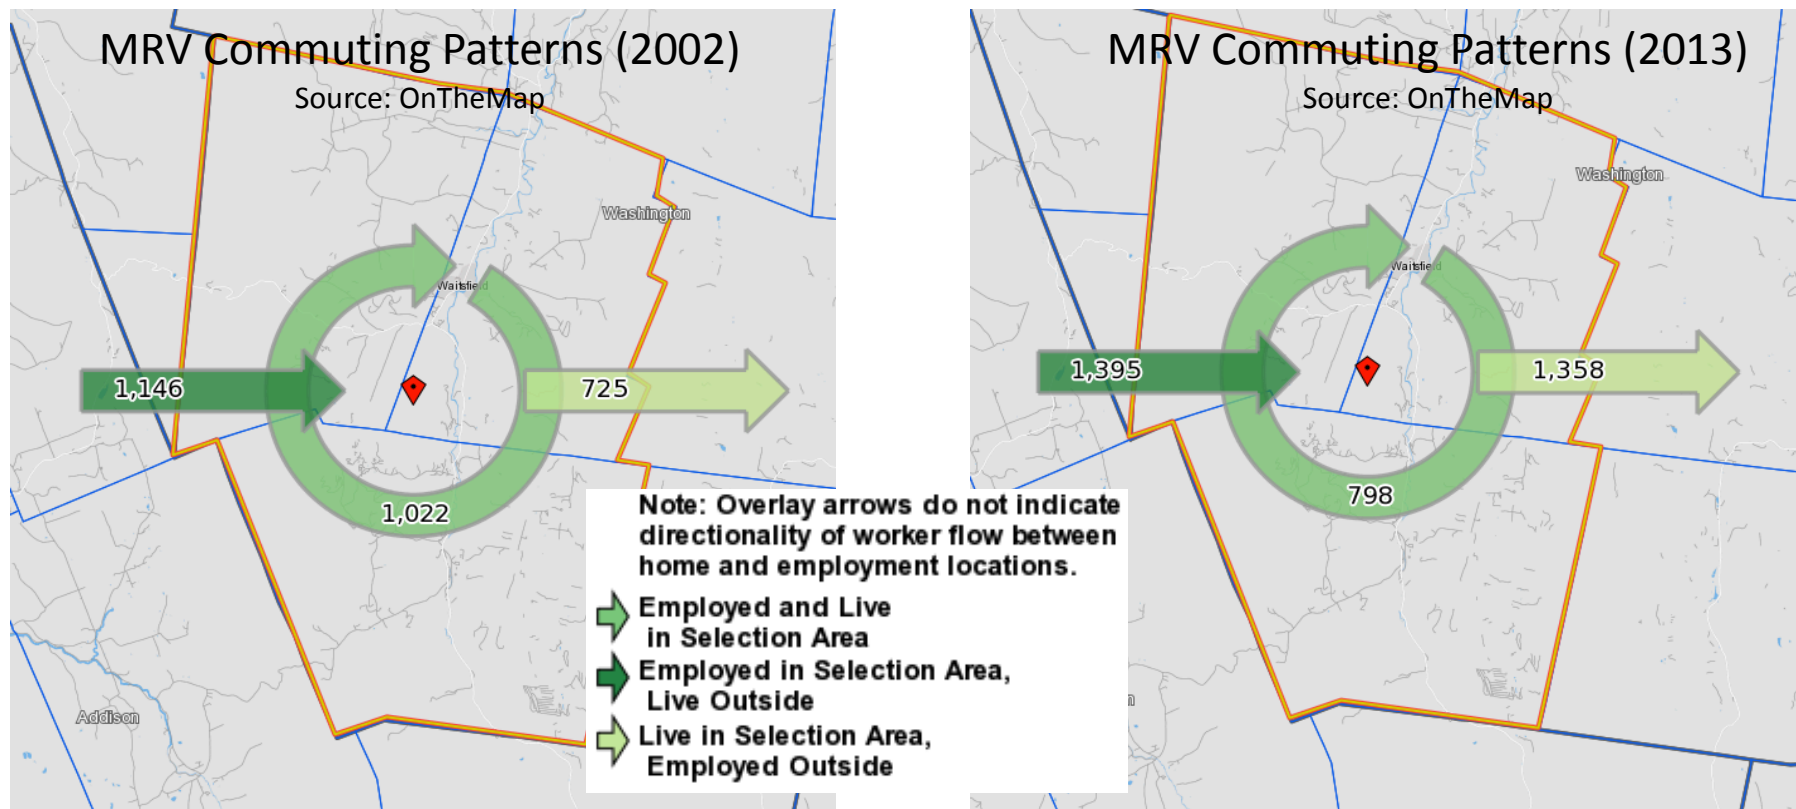 MRV Commuting Patterns (2002)
Source: OnTheMap
Washington
Waitsfield
1,146
725
1,022
Addison
MRV Commuting Patterns (2013)
Source: OnTheMap
Washington
Waitsfield
1,395
1,358
798
n
Note: Overlay arrows do not indicate
directionality of worker flow between
home and employment locations.
Employed and Live
in Selection Area
Employed in Selection Area,
Live Outside
Live in Selection Area,
Employed Outside